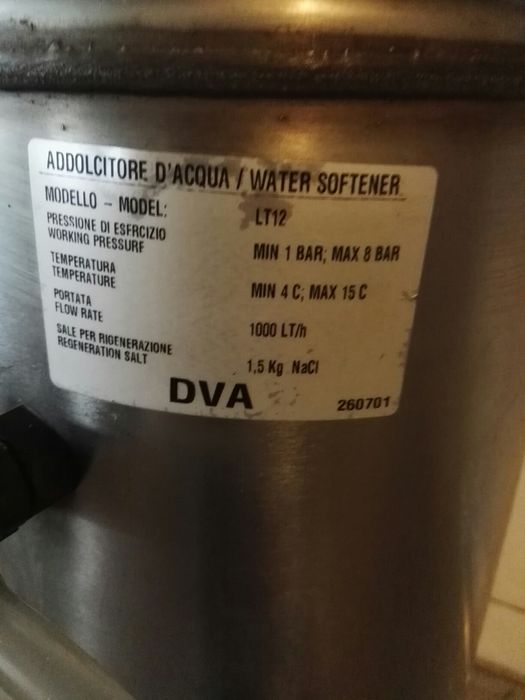 ADDOLCITORE D'ACQUA / WATER SOFTENER
MODELLO - MODEL: LT12
PRESSIONE DI ESERCIZIO
WORKING PRESSURE MIN 1 BAR; MAX 8 BAR
TEMPERATURA
TEMPERATURE MIN 4 C; MAX 15 C
PORTATA
FLOW RATE 1000 LT/h
SALE PER RIGENERAZIONE
REGENERATION SALT 1,5 Kg NaCl
DVA 260701